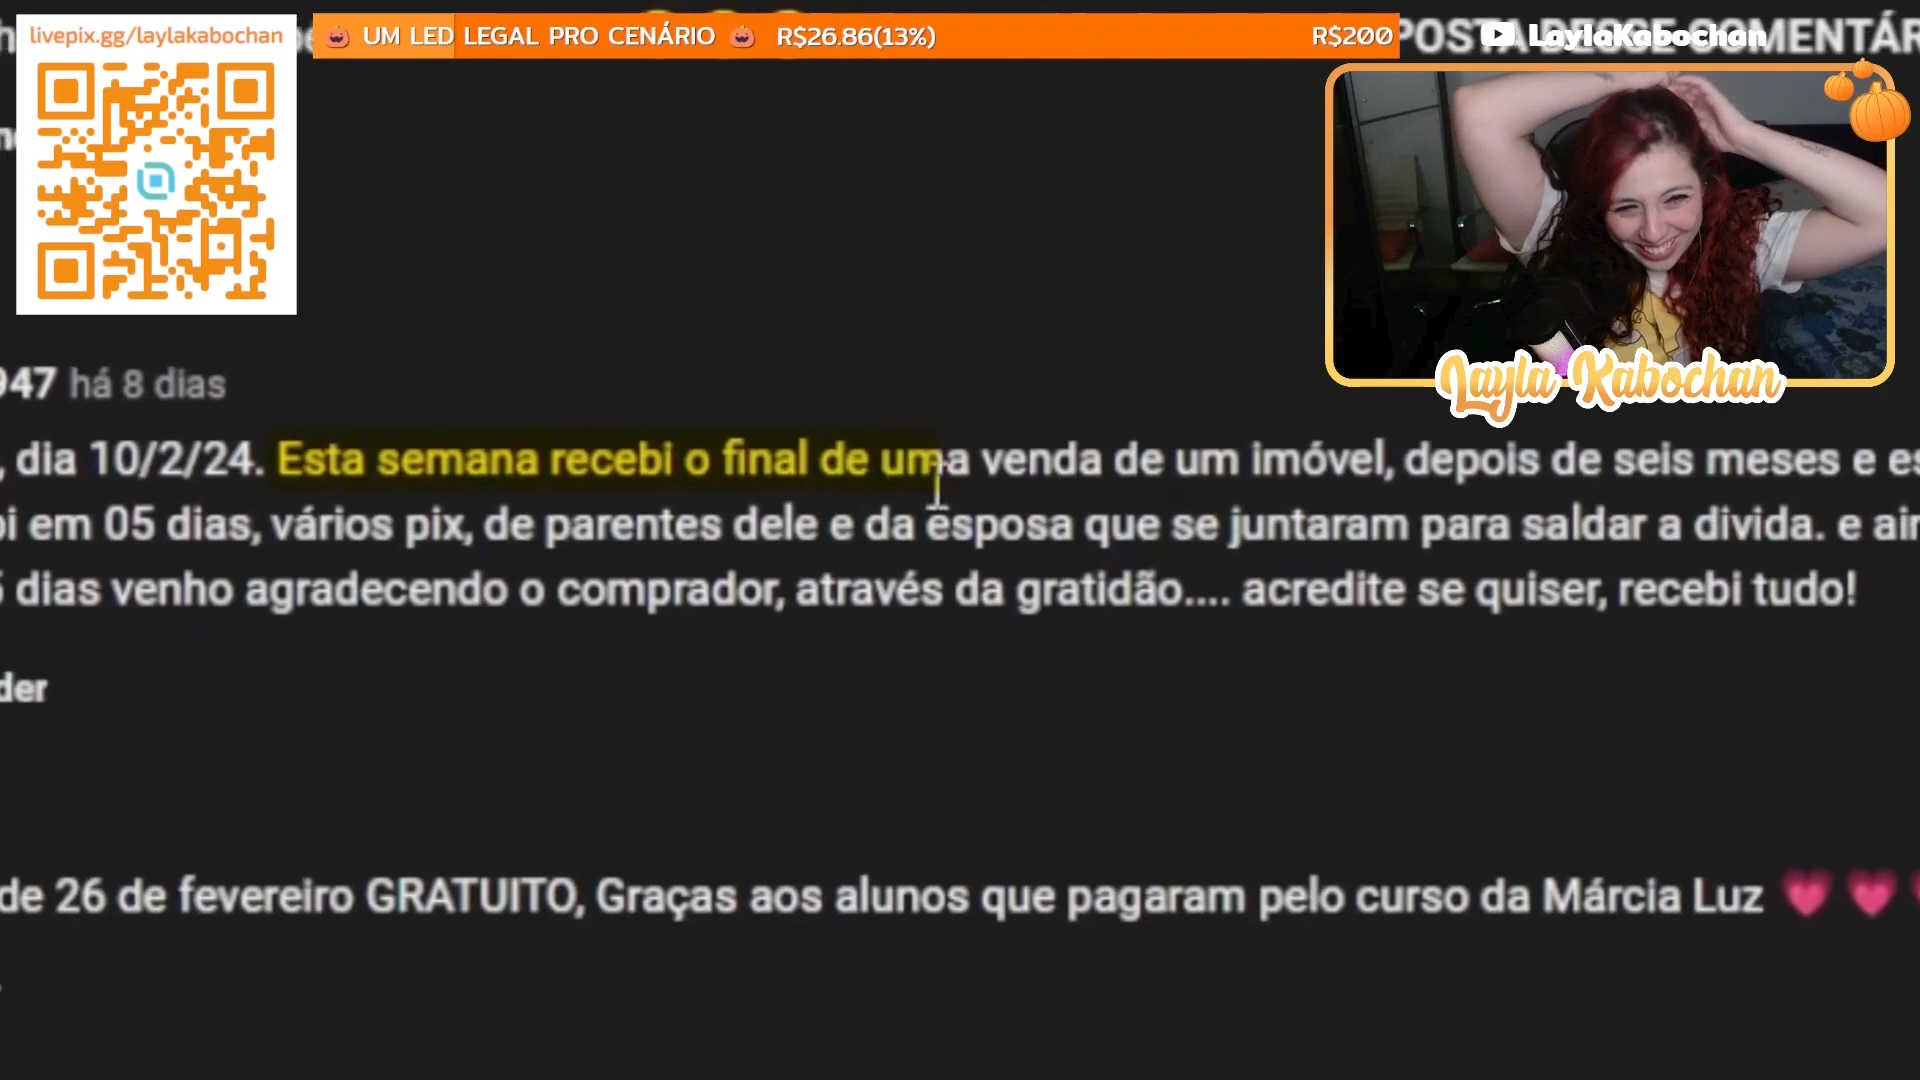 livepix.gg/laylakabochan
UM LED LEGAL PRO CENÁRIO R$26.86(13%) R$200
LaylaKabochan
Layla Kabochan
947 há 8 dias
, dia 10/2/24. Esta semana recebi o final de uma venda de um imóvel, depois de seis meses e
em 05 dias, vários pix, de parentes dele e da esposa que se juntaram para saldar a divida. e
dias venho agradecendo o comprador, através da gratidão.... acredite se quiser, recebi tudo!
der
de 26 de fevereiro GRATUITO, Graças aos alunos que pagaram pelo curso da Márcia Luz